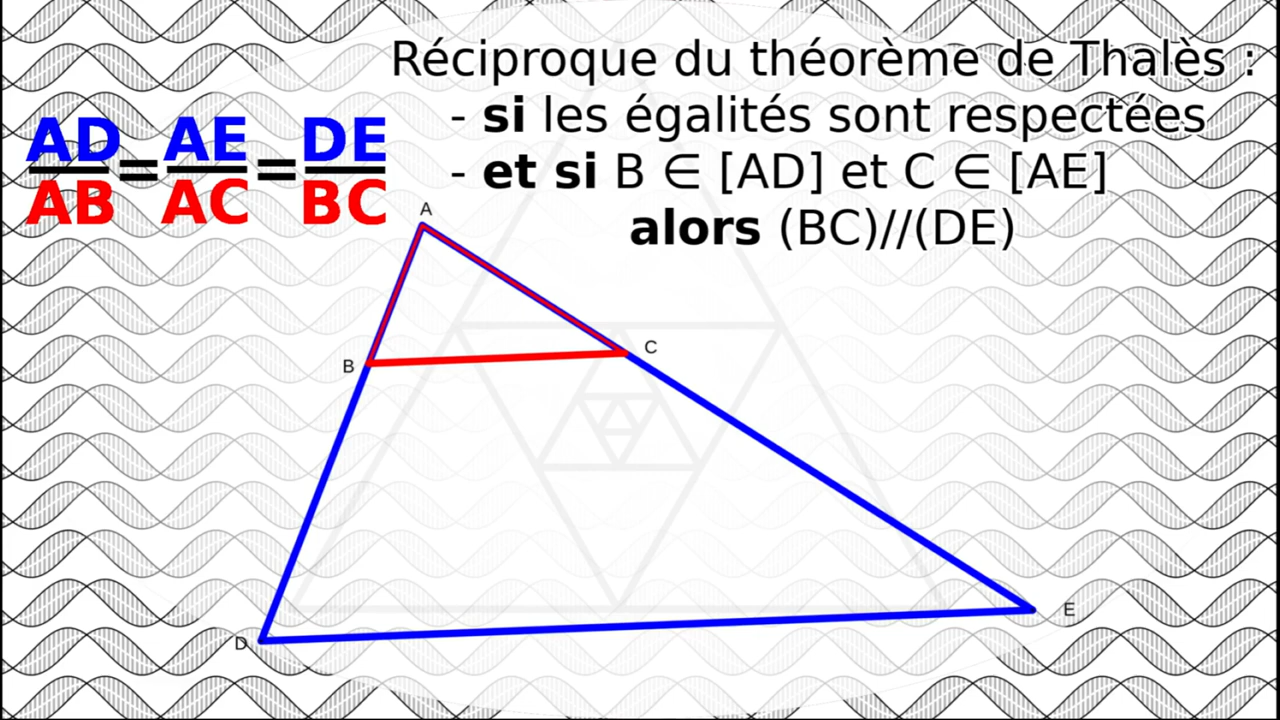 Réciproque du théorème de Thalès :
- si les égalités sont respectées
- et si B ∈ [AD] et C ∈ [AE]
alors (BC)//(DE)
AD/AB=AE/AC=DE/BC
A
B
C
D
E